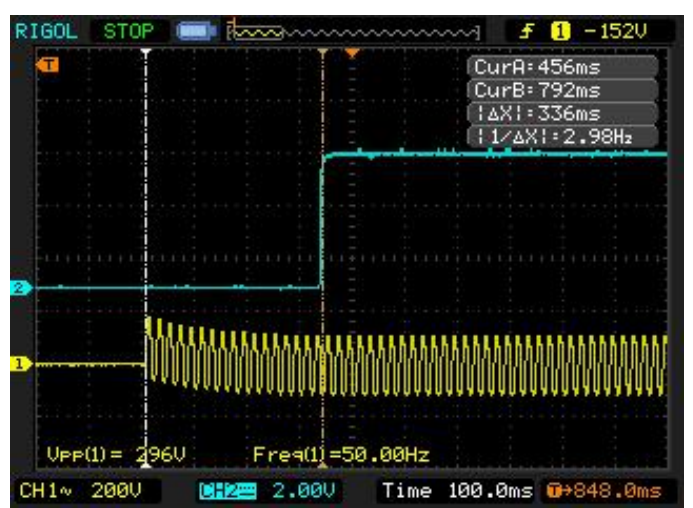 RIGOL STOP ƒ 1 -152V
T
CurA:456ms
CurB:792ms
|ΔX|:336ms
|1/ΔX|:2.98Hz
2
1
Vpp(1)= 296V Freq(1)=50.00Hz
CH1~ 200V CH2 2.00V Time 100.0ms T→848.0ms